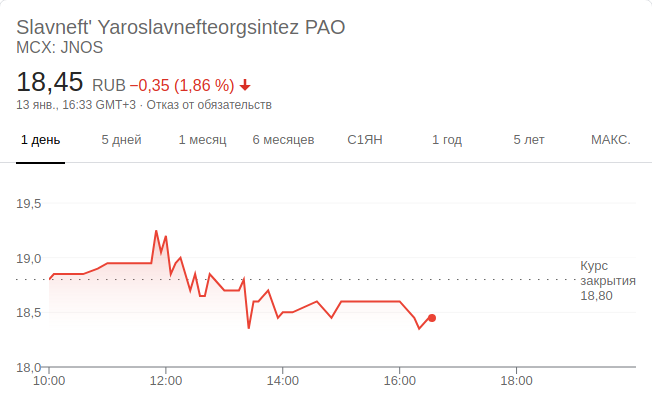 Slavneft' Yaroslavnefteorgsintez PAO
MCX: JNOS
18,45 RUB −0,35 (1,86 %)
13 янв., 16:33 GMT+3 · Отказ от обязательств
1 день 5 дней 1 месяц 6 месяцев С1ЯН 1 год 5 лет МАКС.
19,5
19,0
Курс
закрытия
18,80
18,5
18,0
10:00 12:00 14:00 16:00 18:00